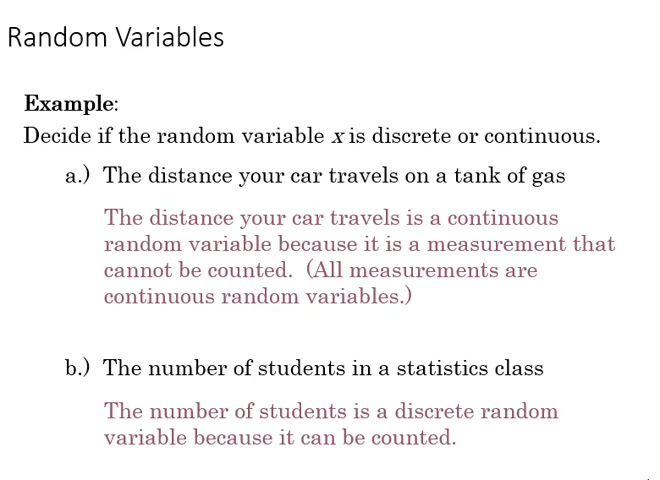 Random Variables
Example:
Decide if the random variable x is discrete or continuous.
a.) The distance your car travels on a tank of gas
The distance your car travels is a continuous
random variable because it is a measurement that
cannot be counted. (All measurements are
continuous random variables.)
b.) The number of students in a statistics class
The number of students is a discrete random
variable because it can be counted.